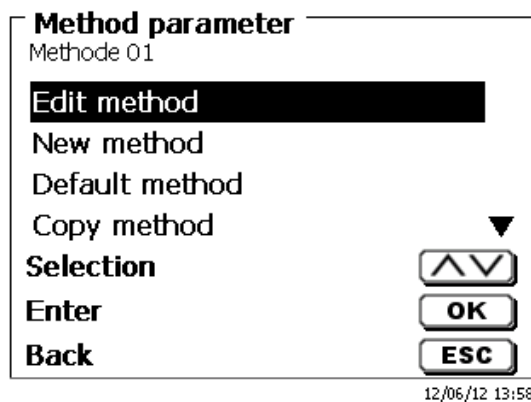 Method parameter
Methode 01
Edit method
New method
Default method
Copy method
Selection
Enter OK
Back ESC
12/06/12 13:58